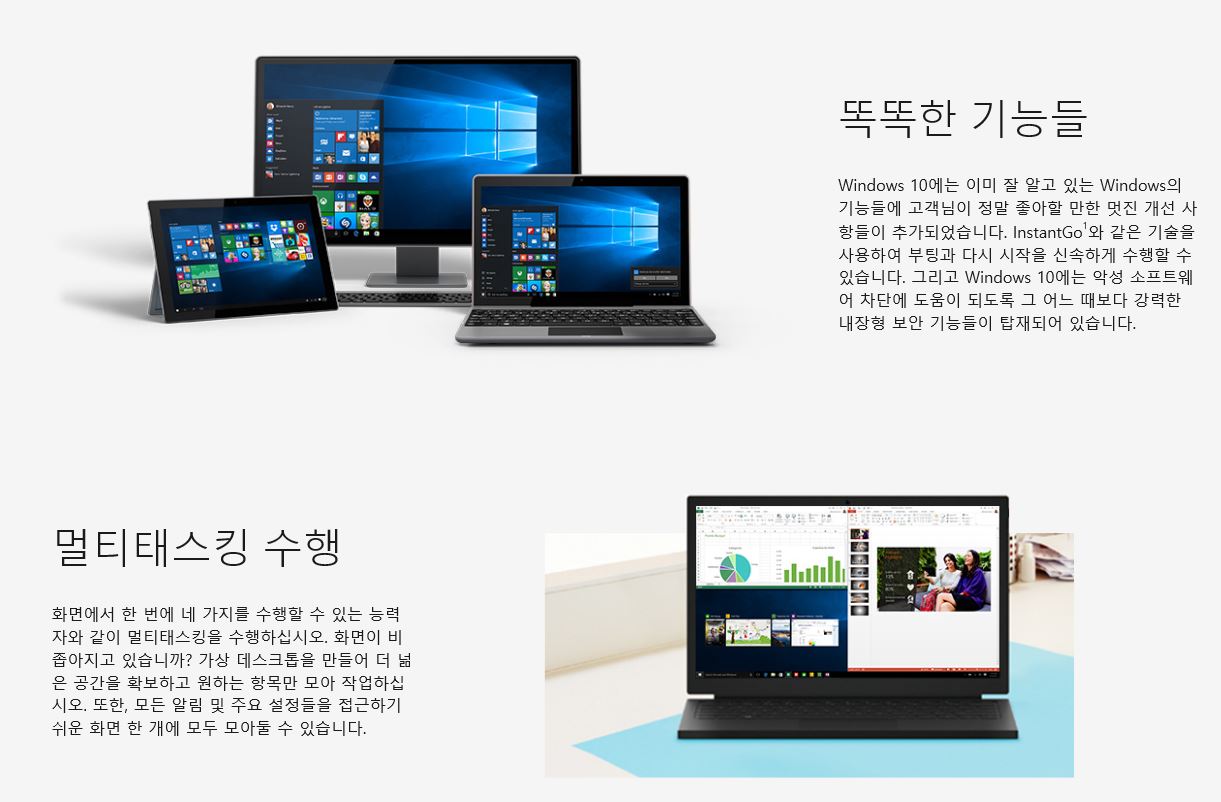 똑똑한 기능들
Windows 10에는 이미 잘 알고 있는 Windows의
기능들에 고객님이 정말 좋아할 만한 멋진 개선 사
항들이 추가되었습니다. InstantGo¹와 같은 기술을
사용하여 부팅과 다시 시작을 신속하게 수행할 수
있습니다. 그리고 Windows 10에는 악성 소프트웨
어 차단에 도움이 되도록 그 어느 때보다 강력한
내장형 보안 기능들이 탑재되어 있습니다.
멀티태스킹 수행
화면에서 한 번에 네 가지를 수행할 수 있는 능력
자와 같이 멀티태스킹을 수행하십시오. 화면이 비
좁아지고 있습니까? 가상 데스크톱을 만들어 더 넓
은 공간을 확보하고 원하는 항목만 모아 작업하십
시오. 또한, 모든 알림 및 주요 설정들을 접근하기
쉬운 화면 한 개에 모두 모아둘 수 있습니다.